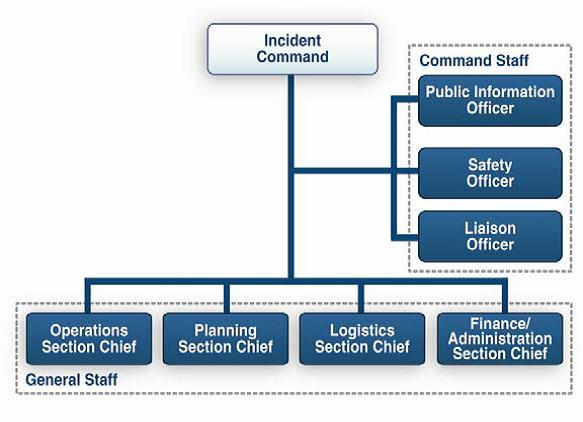 Incident
Command
Command Staff
Public Information
Officer
Safety
Officer
Liaison
Officer
Operations
Section Chief
Planning
Section Chief
Logistics
Section Chief
Finance/
Administration
Section Chief
General Staff